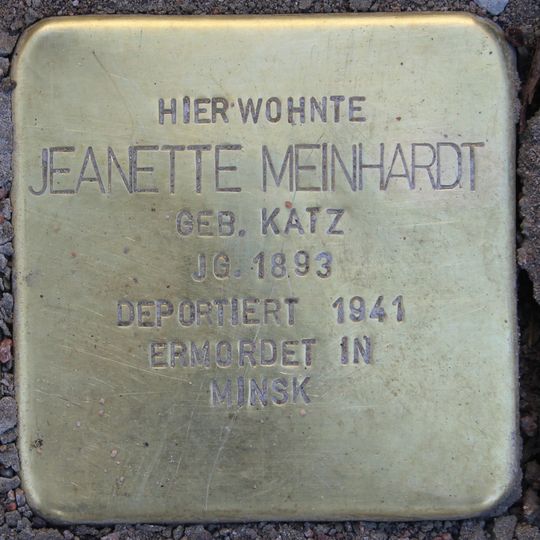 HIER WOHNTE
JEANETTE MEINHARDT
GEB. KATZ
JG. 1893
DEPORTIERT 1941
ERMORDET IN
MINSK